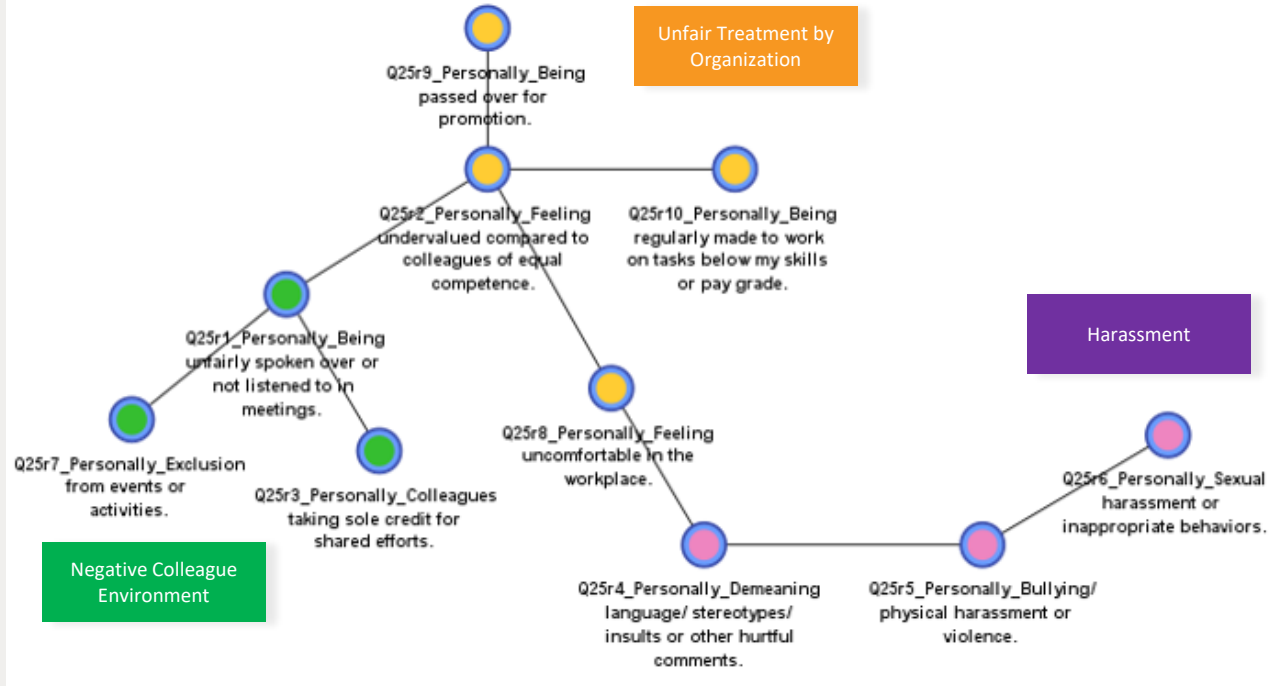 Unfair Treatment by
Organization
Q25r9_Personally_Being
passed over for
promotion.
Q25r2_Personally_Feeling
undervalued compared to
colleagues of equal
competence.
Q25r10_Personally_Being
regularly made to work
on tasks below my skills
or pay grade.
Harassment
Q25r1_Personally_Being
unfairly spoken over or
not listened to in
meetings.
Q25r8_Personally_Feeling
uncomfortable in the
workplace.
Q25r7_Personally_Exclusion
from events or
activities.
Q25r3_Personally_Colleagues
taking sole credit for
shared efforts.
Q25r6_Personally_Sexual
harassment or
inappropriate behaviors.
Negative Colleague
Environment
Q25r4_Personally_Demeaning
language/ stereotypes/
insults or other hurtful
comments.
Q25r5_Personally_Bullying/
physical harassment or
violence.